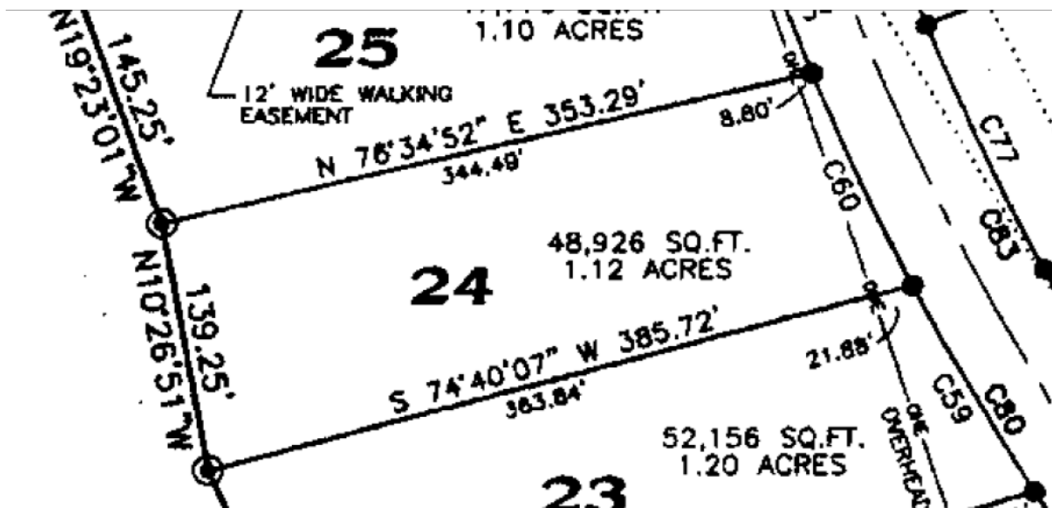 25
1.10 ACRES
N19°23'01"W
145.25'
12' WIDE WALKING
EASEMENT
N 76°34'52" E 353.29'
344.49'
8.80'
C77
C60
C83
48,926 SQ.FT.
1.12 ACRES
24
N10°26'51"W
139.25'
S 74°40'07" W 385.72'
363.84'
OHE
21.88'
C59
C80
OHE
OVERHEAD
52,156 SQ.FT.
1.20 ACRES
23